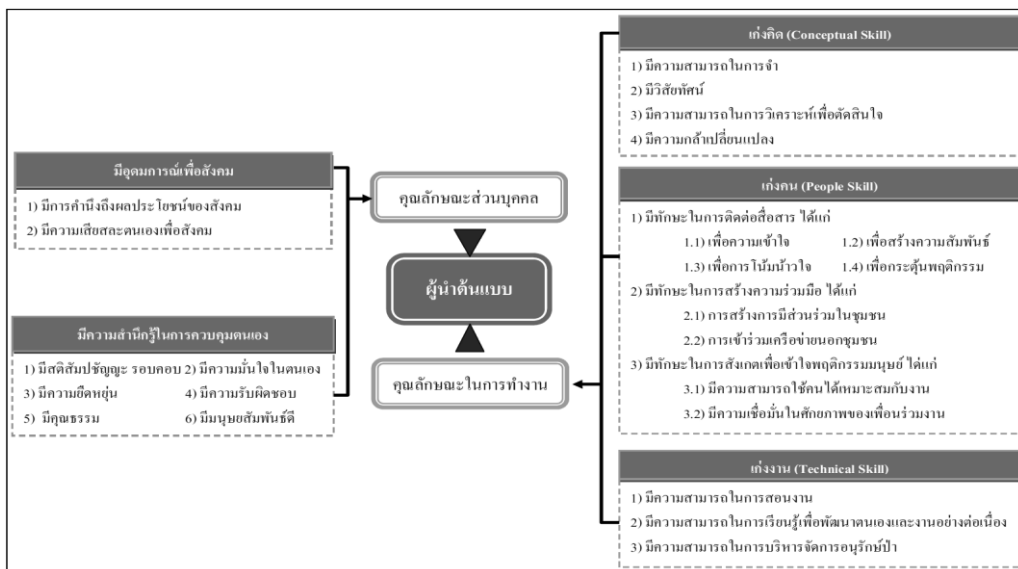 มีอุดมการณ์เพื่อสังคม
1) มีการคำนึงถึงผลประโยชน์ของสังคม
2) มีความเสียสละตนเองเพื่อสังคม
มีความสำนึกรู้ในการควบคุมตนเอง
1) มีสติสัมปชัญญะ รอบคอบ 2) มีความมั่นใจในตนเอง
3) มีความยืดหยุ่น 4) มีความรับผิดชอบ
5) มีคุณธรรม 6) มีมนุษยสัมพันธ์ดี
คุณลักษณะส่วนบุคคล
ผู้นำต้นแบบ
คุณลักษณะในการทำงาน
เก่งคิด (Conceptual Skill)
1) มีความสามารถในการจำ
2) มีวิสัยทัศน์
3) มีความสามารถในการวิเคราะห์เพื่อตัดสินใจ
4) มีความกล้าเปลี่ยนแปลง
เก่งคน (People Skill)
1) มีทักษะในการติดต่อสื่อสาร ได้แก่
1.1) เพื่อความเข้าใจ 1.2) เพื่อสร้างความสัมพันธ์
1.3) เพื่อการโน้มน้าวใจ 1.4) เพื่อกระตุ้นพฤติกรรม
2) มีทักษะในการสร้างความร่วมมือ ได้แก่
2.1) การสร้างการมีส่วนร่วมในชุมชน
2.2) การเข้าร่วมเครือข่ายนอกชุมชน
3) มีทักษะในการสังเกตเพื่อเข้าใจพฤติกรรมมนุษย์ ได้แก่
3.1) มีความสามารถใช้คนได้เหมาะสมกับงาน
3.2) มีความเชื่อมั่นในศักยภาพของเพื่อนร่วมงาน
เก่งงาน (Technical Skill)
1) มีความสามารถในการสอนงาน
2) มีความสามารถในการเรียนรู้เพื่อพัฒนาตนเองและงานอย่างต่อเนื่อง
3) มีความสามารถในการบริหารจัดการอนุรักษ์ป่า